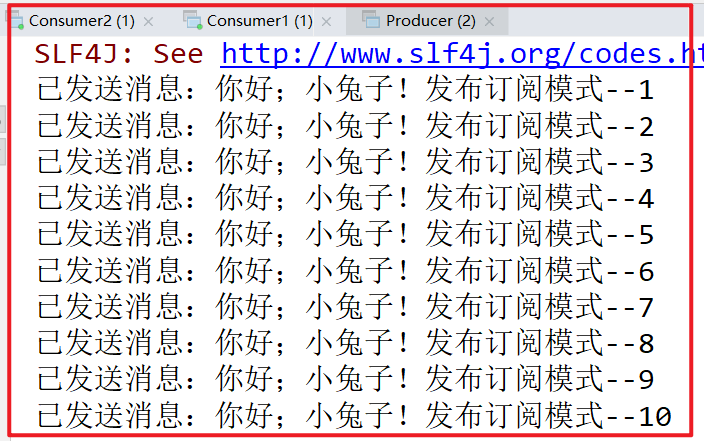 Consumer2 (1) Consumer1 (1) Producer (2)
SLF4J: See http://www.slf4j.org/codes.ht
已发送消息：你好；小兔子！发布订阅模式--1
已发送消息：你好；小兔子！发布订阅模式--2
已发送消息：你好；小兔子！发布订阅模式--3
已发送消息：你好；小兔子！发布订阅模式--4
已发送消息：你好；小兔子！发布订阅模式--5
已发送消息：你好；小兔子！发布订阅模式--6
已发送消息：你好；小兔子！发布订阅模式--7
已发送消息：你好；小兔子！发布订阅模式--8
已发送消息：你好；小兔子！发布订阅模式--9
已发送消息：你好；小兔子！发布订阅模式--10